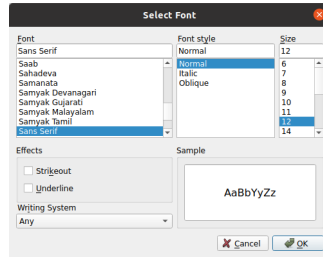 Select Font
Font
Sans Serif
Saab
Sahadeva
Samanata
Samyak Devanagari
Samyak Gujarati
Samyak Malayalam
Samyak Tamil
Sans Serif
Font style
Normal
Normal
Italic
Oblique
Size
12
6
7
8
9
10
11
12
14
Effects
Strikeout
Underline
Sample
AaBbYyZz
Writing System
Any
Cancel
OK